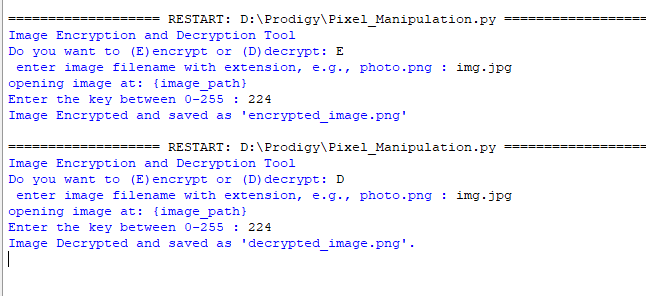 =================== RESTART: D:\Prodigy\Pixel_Manipulation.py ==================
Image Encryption and Decryption Tool
Do you want to (E)encrypt or (D)decrypt: E
 enter image filename with extension, e.g., photo.png : img.jpg
opening image at: {image_path}
Enter the key between 0-255 : 224
Image Encrypted and saved as 'encrypted_image.png'
=================== RESTART: D:\Prodigy\Pixel_Manipulation.py ==================
Image Encryption and Decryption Tool
Do you want to (E)encrypt or (D)decrypt: D
 enter image filename with extension, e.g., photo.png : img.jpg
opening image at: {image_path}
Enter the key between 0-255 : 224
Image Decrypted and saved as 'decrypted_image.png'.